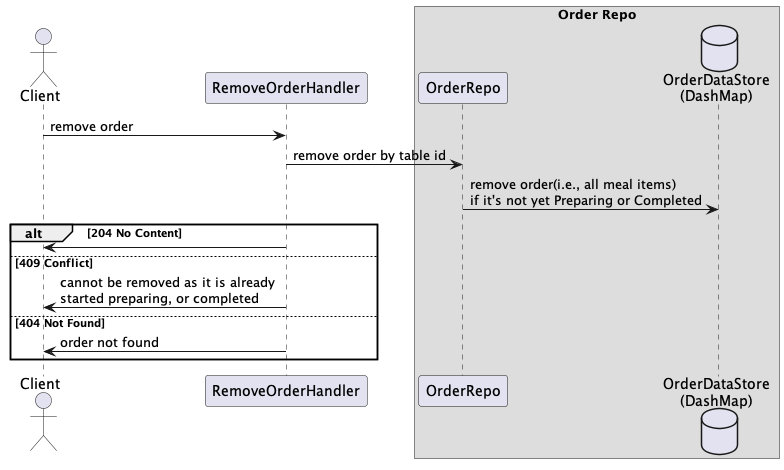 Order Repo
Client
RemoveOrderHandler
OrderRepo
OrderDataStore
(DashMap)
remove order
remove order by table id
remove order(i.e., all meal items)
if it's not yet Preparing or Completed
alt
[204 No Content]
[409 Conflict]
cannot be removed as it is already
started preparing, or completed
[404 Not Found]
order not found
Client
RemoveOrderHandler
OrderRepo
OrderDataStore
(DashMap)